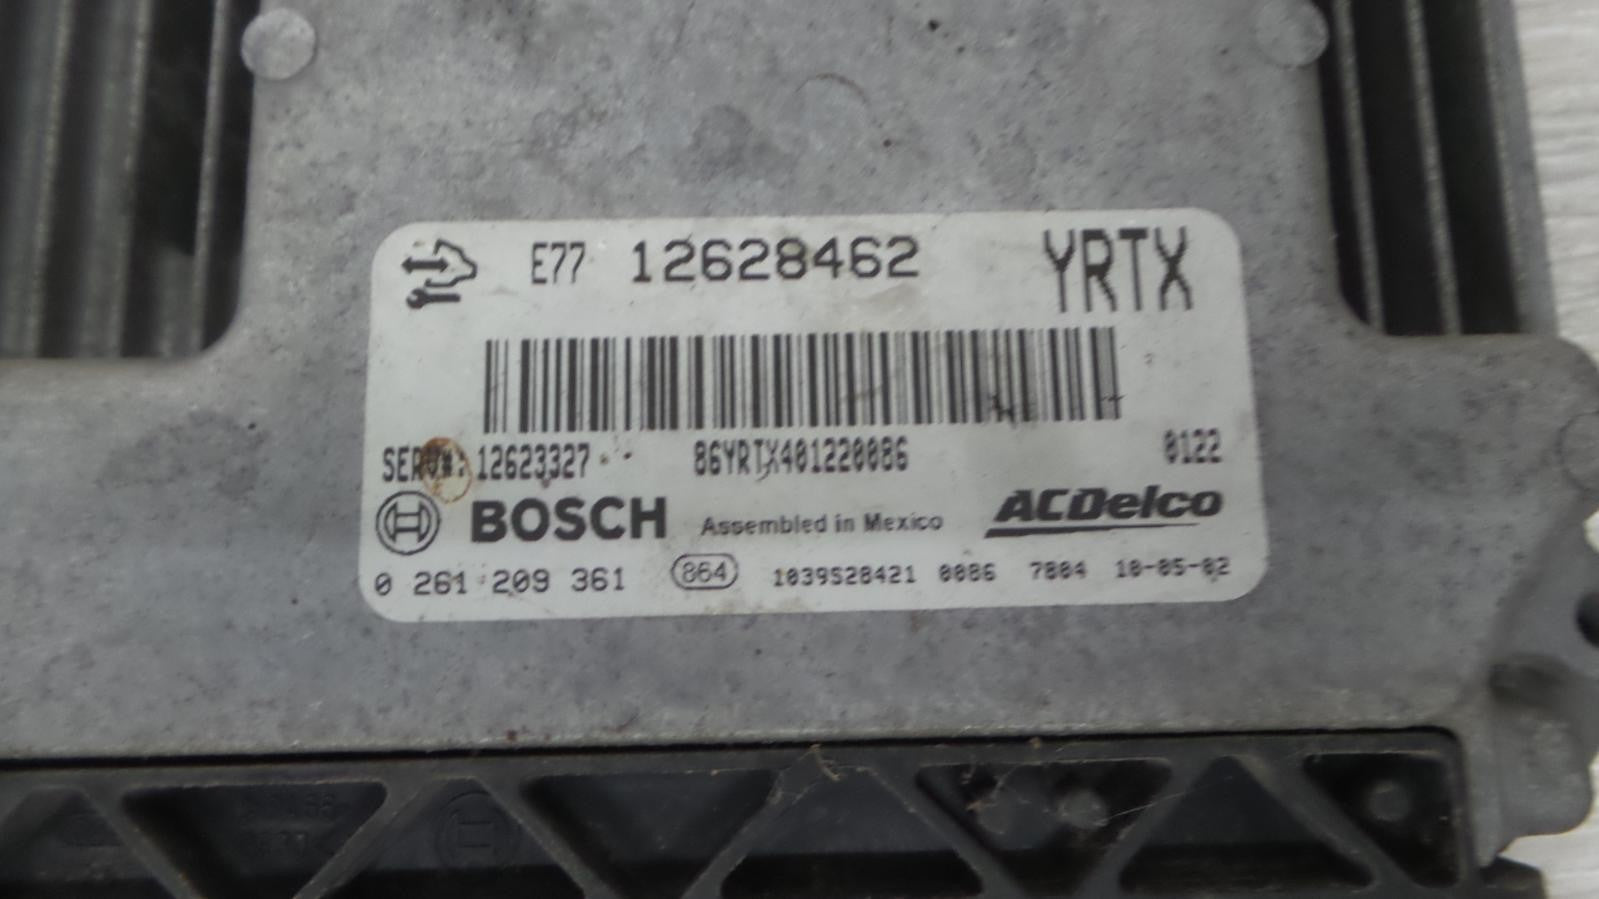 E77 12628462 YRTX
SERV#: 12623327 86YRTX401220086 0122
BOSCH Assembled in Mexico ACDelco
0 261 209 361 864 1039S28421 0086 7804 10-05-02